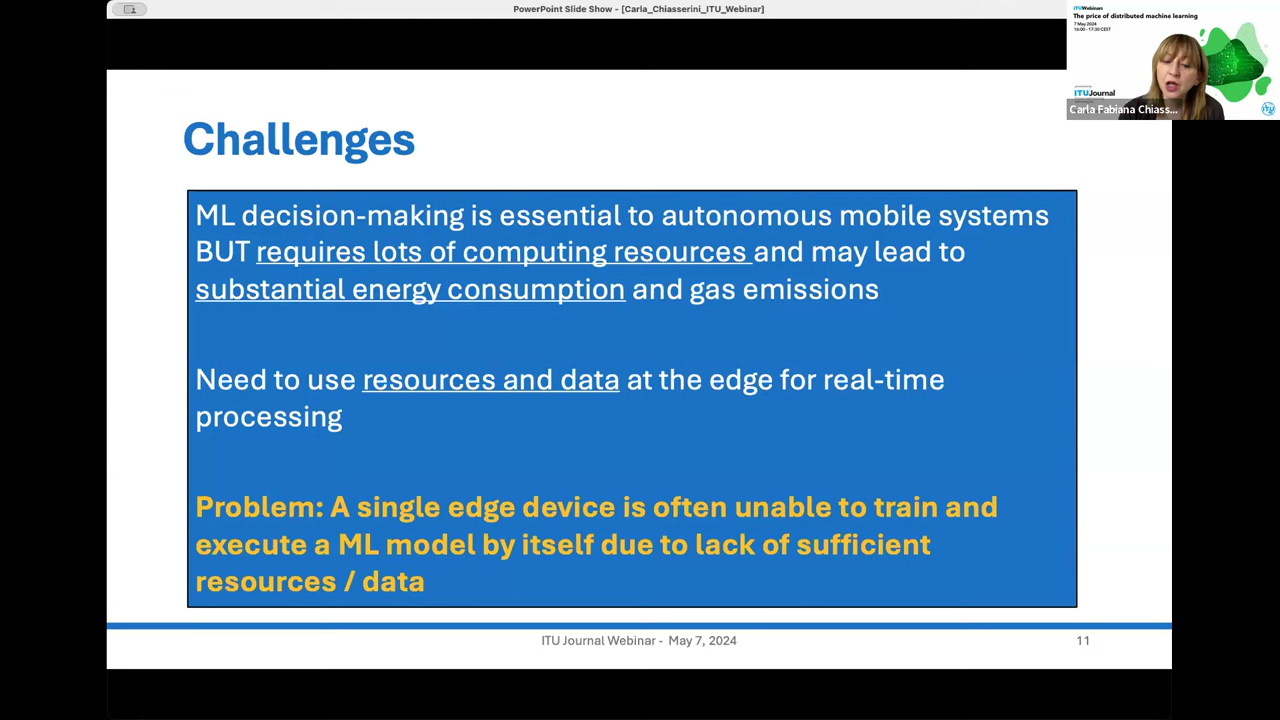 PowerPoint Slide Show - [Carla_Chiasserini_ITU_Webinar]
ITUWebinars
The price of distributed machine learning
7 May 2024
16:00 - 17:30 CEST
ITUJournal
Carla Fabiana Chiass...
Challenges
ML decision-making is essential to autonomous mobile systems
BUT requires lots of computing resources and may lead to
substantial energy consumption and gas emissions
Need to use resources and data at the edge for real-time
processing
Problem: A single edge device is often unable to train and
execute a ML model by itself due to lack of sufficient
resources / data
ITU Journal Webinar - May 7, 2024
11